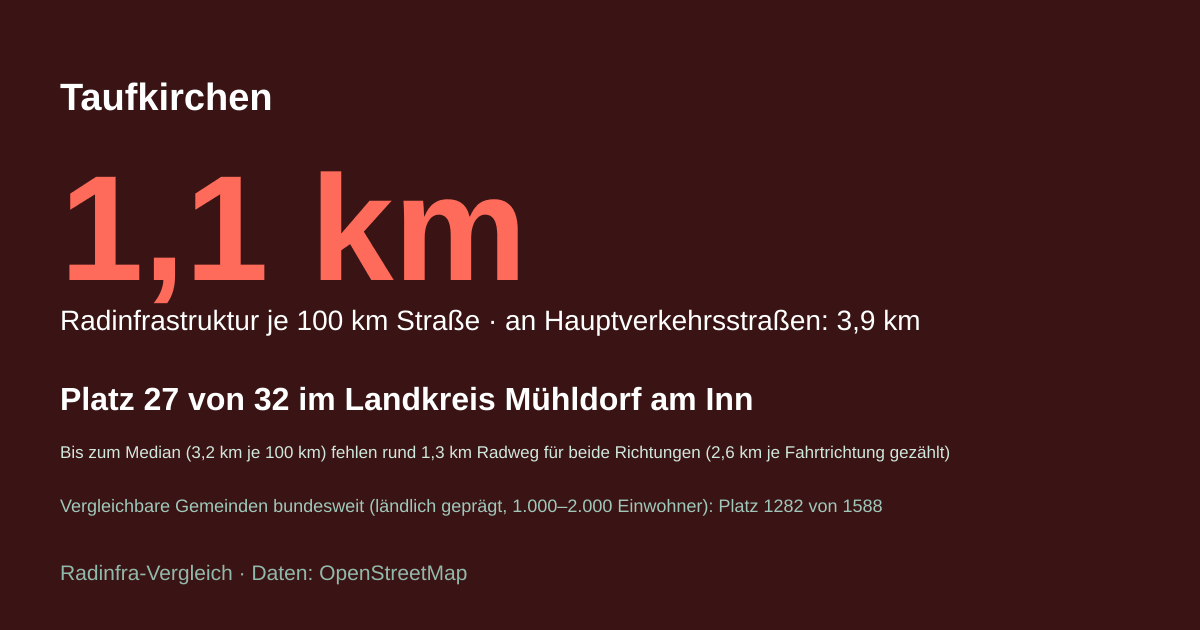 Taufkirchen
1,1 km
Radinfrastruktur je 100 km Straße · an Hauptverkehrsstraßen: 3,9 km
Platz 27 von 32 im Landkreis Mühldorf am Inn
Bis zum Median (3,2 km je 100 km) fehlen rund 1,3 km Radweg für beide Richtungen (2,6 km je Fahrtrichtung gezählt)
Vergleichbare Gemeinden bundesweit (ländlich geprägt, 1.000–2.000 Einwohner): Platz 1282 von 1588
Radinfra-Vergleich · Daten: OpenStreetMap